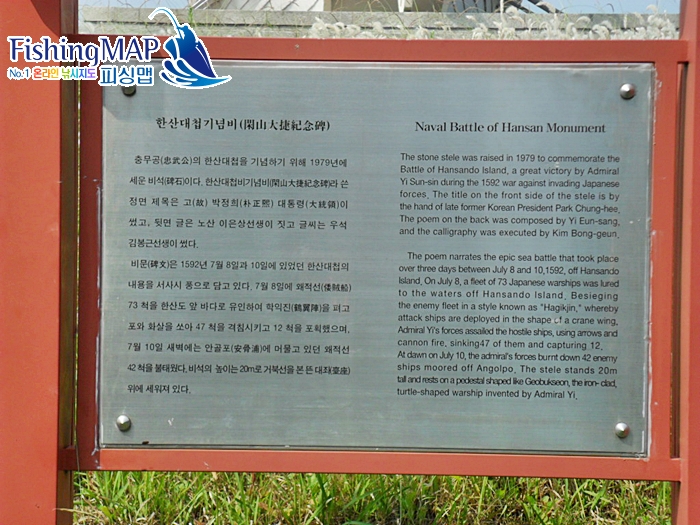 FishingMAP
No.1 온라인 낚시지도 피싱맵
한산대첩기념비(閑山大捷紀念碑)
충무공(忠武公)의 한산대첩을 기념하기 위해 1979년에
세운 비석(碑石)이다. 한산대첩비기념비(閑山大捷紀念碑)라 쓴
정면 제목은 고(故) 박정희(朴正熙) 대통령(大統領)이
썼고, 뒷면 글은 노산 이은상선생이 짓고 글씨는 우석
김봉근선생이 썼다.
비문(碑文)은 1592년 7월 8일과 10일에 있었던 한산대첩의
내용을 서사시 풍으로 담고 있다. 7월 8일에 왜적선(倭賊船)
73 척을 한산도 앞 바다로 유인하여 학익진(鶴翼陣)을 펴고
포와 화살을 쏘아 47 척을 격침시키고 12 척을 포획했으며,
7월 10일 새벽에는 안골포(安骨浦)에 머물고 있던 왜적선
42 척을 불태웠다. 비석의 높이는 20m로 거북선을 본 뜬 대좌(臺座)
위에 세워져 있다.
Naval Battle of Hansan Monument
The stone stele was raised in 1979 to commemorate the
Battle of Hansando Island, a great victory by Admiral
Yi Sun-sin during the 1592 war against invading Japanese
forces. The title on the front side of the stele is by
the hand of late former Korean President Park Chung-hee.
The poem on the back was composed by Yi Eun-sang,
and the calligraphy was executed by Kim Bong-geun.
The poem narrates the epic sea battle that took place
over three days between July 8 and 10,1592, off Hansando
Island. On July 8, a fleet of 73 Japanese warships was lured
to the waters off Hansando Island. Besieging
the enemy fleet in a style known as "Hagikjin," whereby
attack ships are deployed in the shape of a crane wing,
Admiral Yi's forces assailed the hostile ships, using arrows and
cannon fire, sinking47 of them and capturing 12.
At dawn on July 10, the admiral's forces burnt down 42 enemy
ships moored off Angolpo. The stele stands 20m
tall and rests on a pedestal shaped like Geobukseon, the iron- clad,
turtle-shaped warship invented by Admiral Yi.